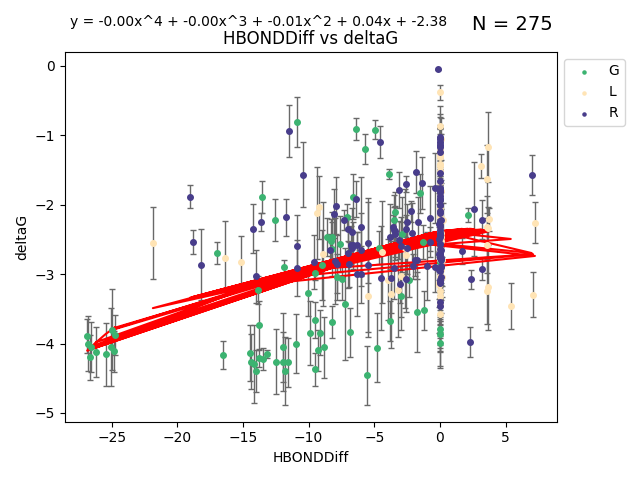 y = -0.00x^4 + -0.00x^3 + -0.01x^2 + 0.04x + -2.38
N = 275
HBONDDiff vs deltaG
deltaG
0
−1
−2
−3
−4
−5
−25
−20
−15
−10
−5
0
5
HBONDDiff
G
L
R